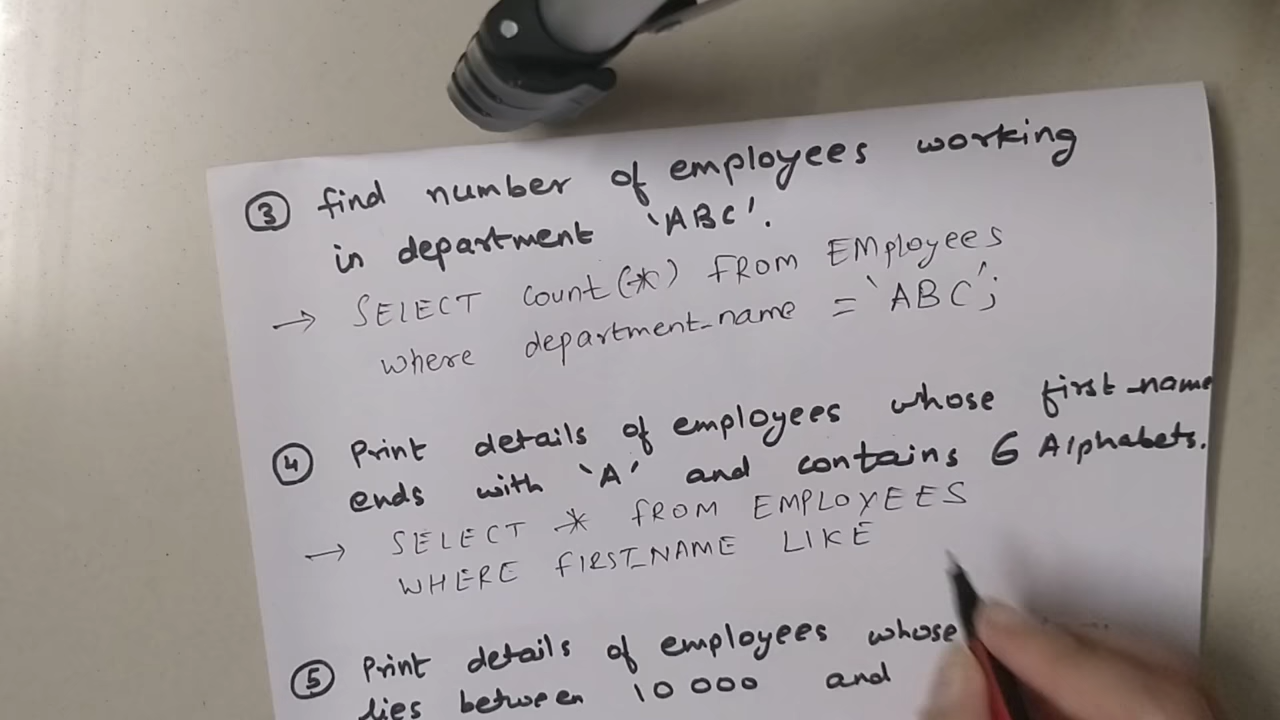 ③ find number of employees working
in department 'ABC'.
→ SELECT count(*) FROM EMployees
where department_name = 'ABC';
④ Print details of employees whose first_name
ends with 'A' and contains 6 Alphabets.
→ SELECT * fROM EMPLOYEES
WHERE FIRST_NAME LIKE
⑤ Print details of employees whose
lies between 10000 and